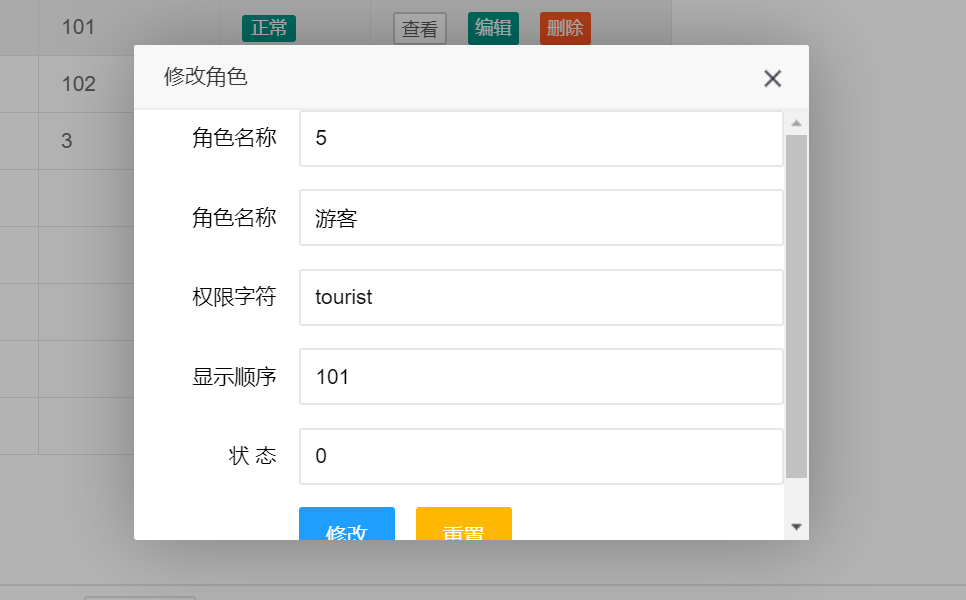 101 正常 查看 编辑 删除
102
修改角色
3
角色名称 5
角色名称 游客
权限字符 tourist
显示顺序 101
状 态 0
修改 重置